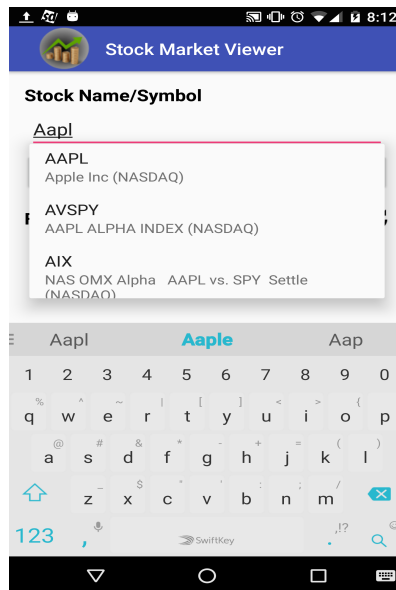 8:12
Stock Market Viewer
Stock Name/Symbol
Aapl
AAPL
Apple Inc (NASDAQ)
AVSPY
AAPL ALPHA INDEX (NASDAQ)
AIX
NAS OMX Alpha AAPL vs. SPY Settle
(NASDAQ)
Aapl Aaple Aap
1 2 3 4 5 6 7 8 9 0
% ^ ~ | [ ] < > { }
q w e r t y u i o p
@ # & * - + = ( )
a s d f g h j k l
_ $ " ' : ; /
z x c v b n m
123 , SwiftKey . ,!?